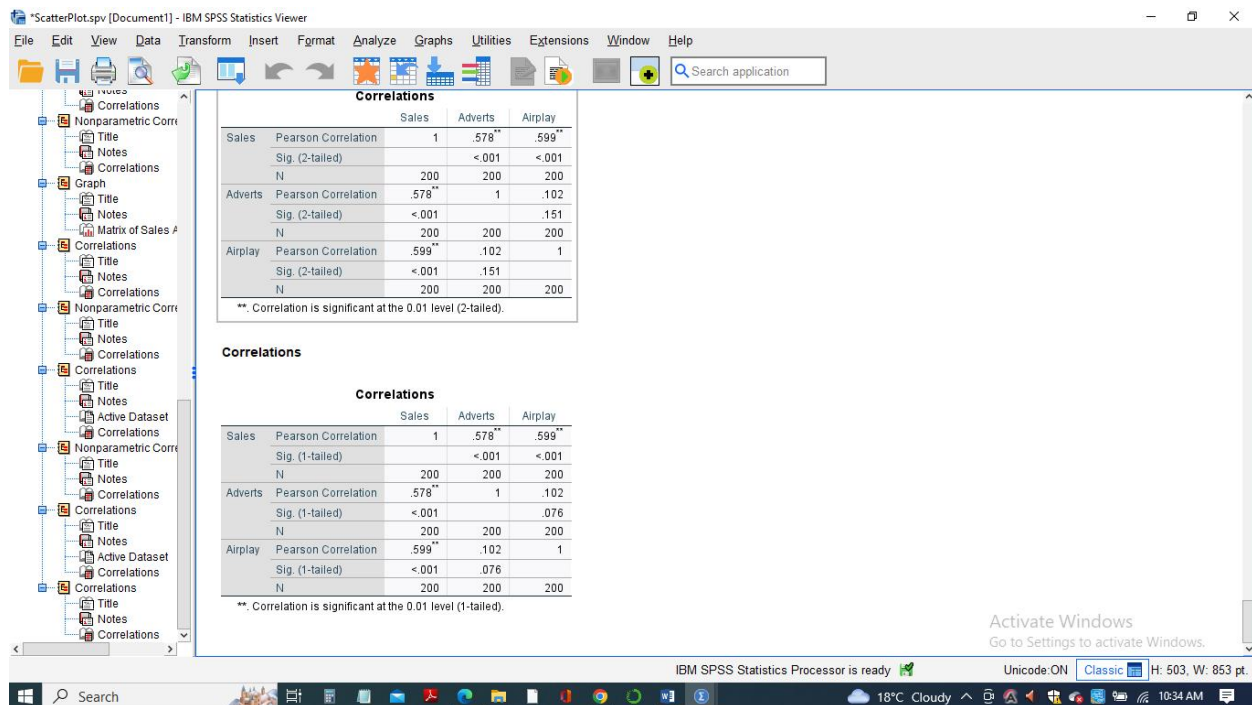 *ScatterPlot.spv [Document1] - IBM SPSS Statistics Viewer
File Edit View Data Transform Insert Format Analyze Graphs Utilities Extensions Window Help
Search application
Notes
Correlations
Nonparametric Corre
Title
Notes
Correlations
Graph
Title
Notes
Matrix of Sales A
Correlations
Title
Notes
Correlations
Nonparametric Corre
Title
Notes
Correlations
Correlations
Title
Notes
Active Dataset
Correlations
Nonparametric Corre
Title
Notes
Correlations
Correlations
Title
Notes
Active Dataset
Correlations
Correlations
Title
Notes
Correlations
Correlations
Sales Adverts Airplay
Sales Pearson Correlation 1 .578** .599**
Sig. (2-tailed) <.001 <.001
N 200 200 200
Adverts Pearson Correlation .578** 1 .102
Sig. (2-tailed) <.001 .151
N 200 200 200
Airplay Pearson Correlation .599** .102 1
Sig. (2-tailed) <.001 .151
N 200 200 200
**. Correlation is significant at the 0.01 level (2-tailed).
Correlations
Correlations
Sales Adverts Airplay
Sales Pearson Correlation 1 .578** .599**
Sig. (1-tailed) <.001 <.001
N 200 200 200
Adverts Pearson Correlation .578** 1 .102
Sig. (1-tailed) <.001 .076
N 200 200 200
Airplay Pearson Correlation .599** .102 1
Sig. (1-tailed) <.001 .076
N 200 200 200
**. Correlation is significant at the 0.01 level (1-tailed).
Activate Windows
Go to Settings to activate Windows.
IBM SPSS Statistics Processor is ready Unicode:ON Classic H: 503, W: 853 pt.
Search 18°C Cloudy 10:34 AM